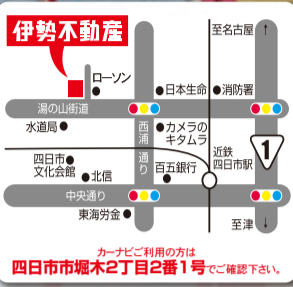 伊勢不動産
至名古屋
↑
ローソン
日本生命
消防署
湯の山街道
水道局
西浦通り
カメラの
キタムラ
1
四日市
文化会館
北信
百五銀行
近鉄
四日市駅
中央通り
東海労金
至津
↓
カーナビご利用の方は
四日市市堀木2丁目2番1号でご確認下さい。